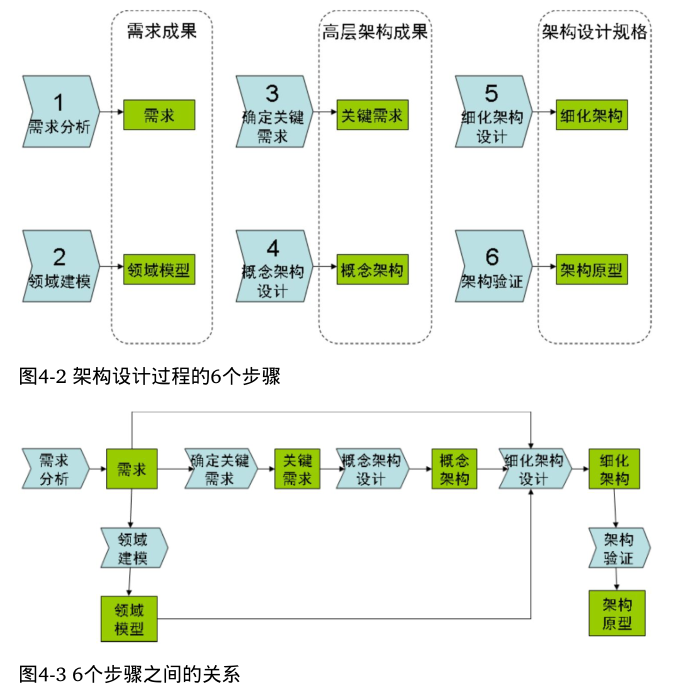 需求成果
高层架构成果
架构设计规格
1
需求分析
需求
3
确定关键
需求
关键需求
5
细化架构
设计
细化架构
2
领域建模
领域模型
4
概念架构
设计
概念架构
6
架构验证
架构原型
图4-2 架构设计过程的6个步骤
需求
分析
需求
确定关键
需求
关键
需求
概念架构
设计
概念
架构
细化架构
设计
细化
架构
领域
建模
架构
验证
领域
模型
架构
原型
图4-3 6个步骤之间的关系